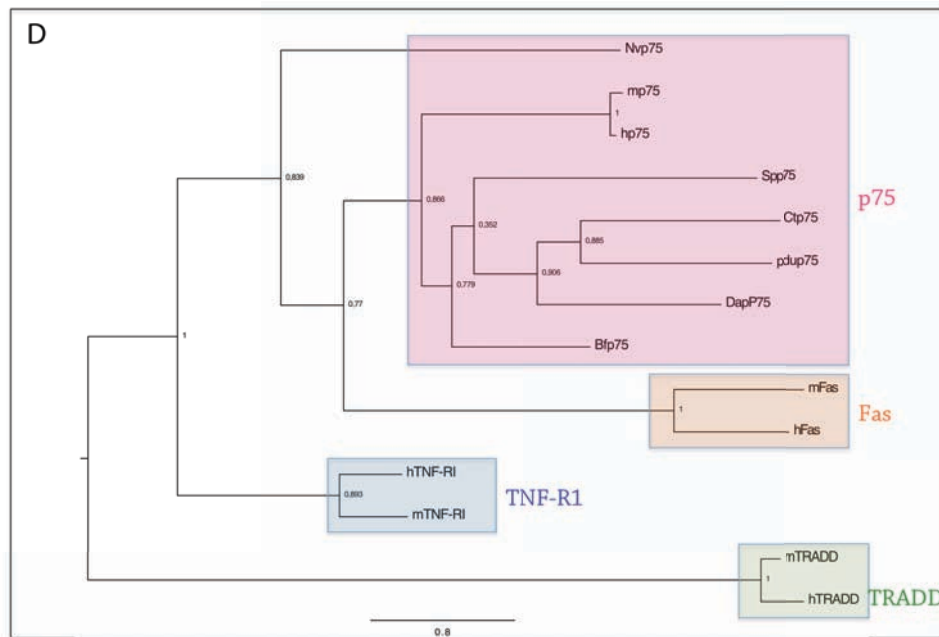 D
Nvp75
mp75
1
hp75
0.839
Spp75
p75
0.866
Ctp75
0.352
0.885
pdup75
0.906
0.779
DapP75
0.77
Bfp75
1
mFas
1
Fas
hFas
hTNF-RI
0.893
TNF-R1
mTNF-RI
mTRADD
1
hTRADD
TRADD
0.8